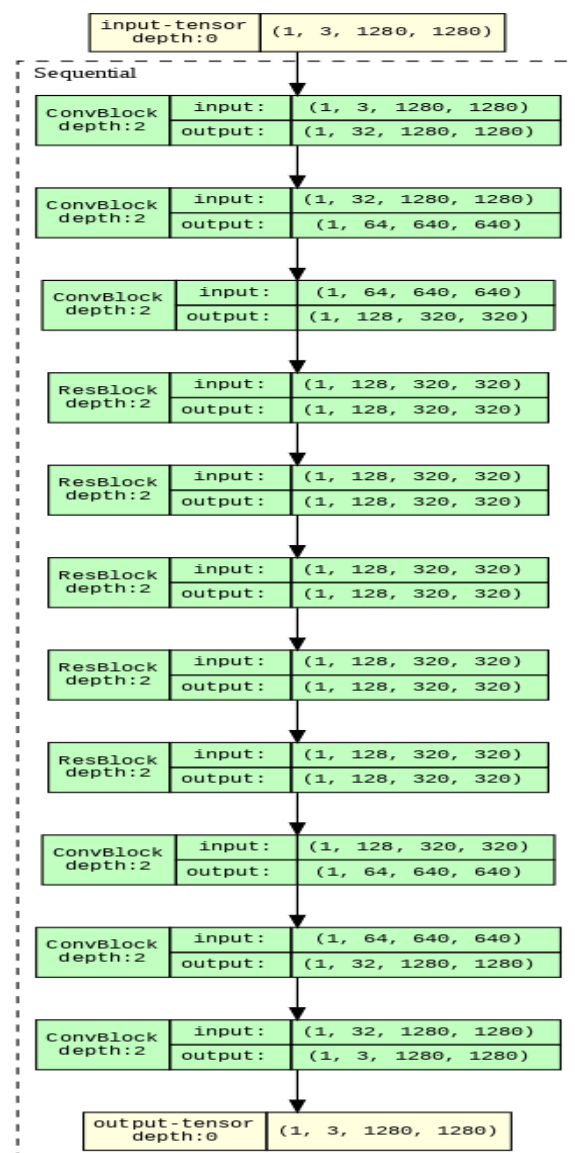 input-tensor
depth:0
(1, 3, 1280, 1280)
Sequential
ConvBlock
depth:2
input:
(1, 3, 1280, 1280)
output:
(1, 32, 1280, 1280)
ConvBlock
depth:2
input:
(1, 32, 1280, 1280)
output:
(1, 64, 640, 640)
ConvBlock
depth:2
input:
(1, 64, 640, 640)
output:
(1, 128, 320, 320)
ResBlock
depth:2
input:
(1, 128, 320, 320)
output:
(1, 128, 320, 320)
ResBlock
depth:2
input:
(1, 128, 320, 320)
output:
(1, 128, 320, 320)
ResBlock
depth:2
input:
(1, 128, 320, 320)
output:
(1, 128, 320, 320)
ResBlock
depth:2
input:
(1, 128, 320, 320)
output:
(1, 128, 320, 320)
ResBlock
depth:2
input:
(1, 128, 320, 320)
output:
(1, 128, 320, 320)
ConvBlock
depth:2
input:
(1, 128, 320, 320)
output:
(1, 64, 640, 640)
ConvBlock
depth:2
input:
(1, 64, 640, 640)
output:
(1, 32, 1280, 1280)
ConvBlock
depth:2
input:
(1, 32, 1280, 1280)
output:
(1, 3, 1280, 1280)
output-tensor
depth:0
(1, 3, 1280, 1280)